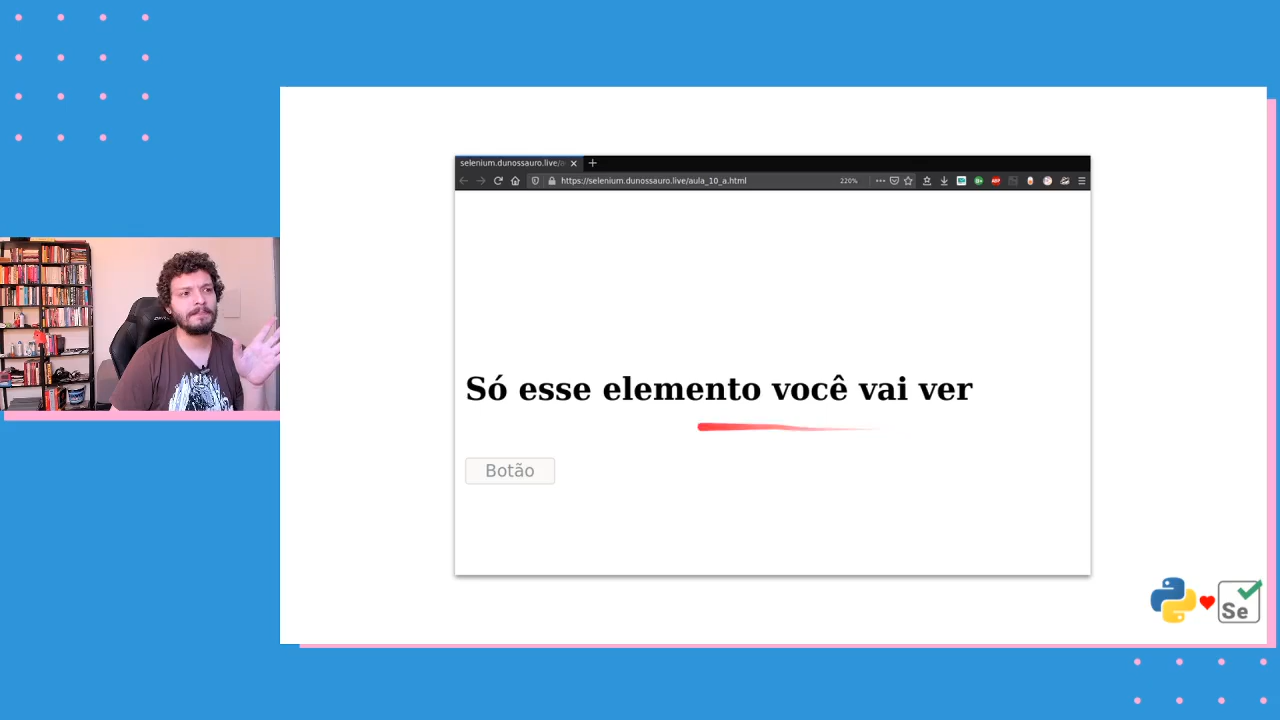 selenium.dunossauro.live/a
https://selenium.dunossauro.live/aula_10_a.html
220%
Só esse elemento você vai ver
Botão
Se